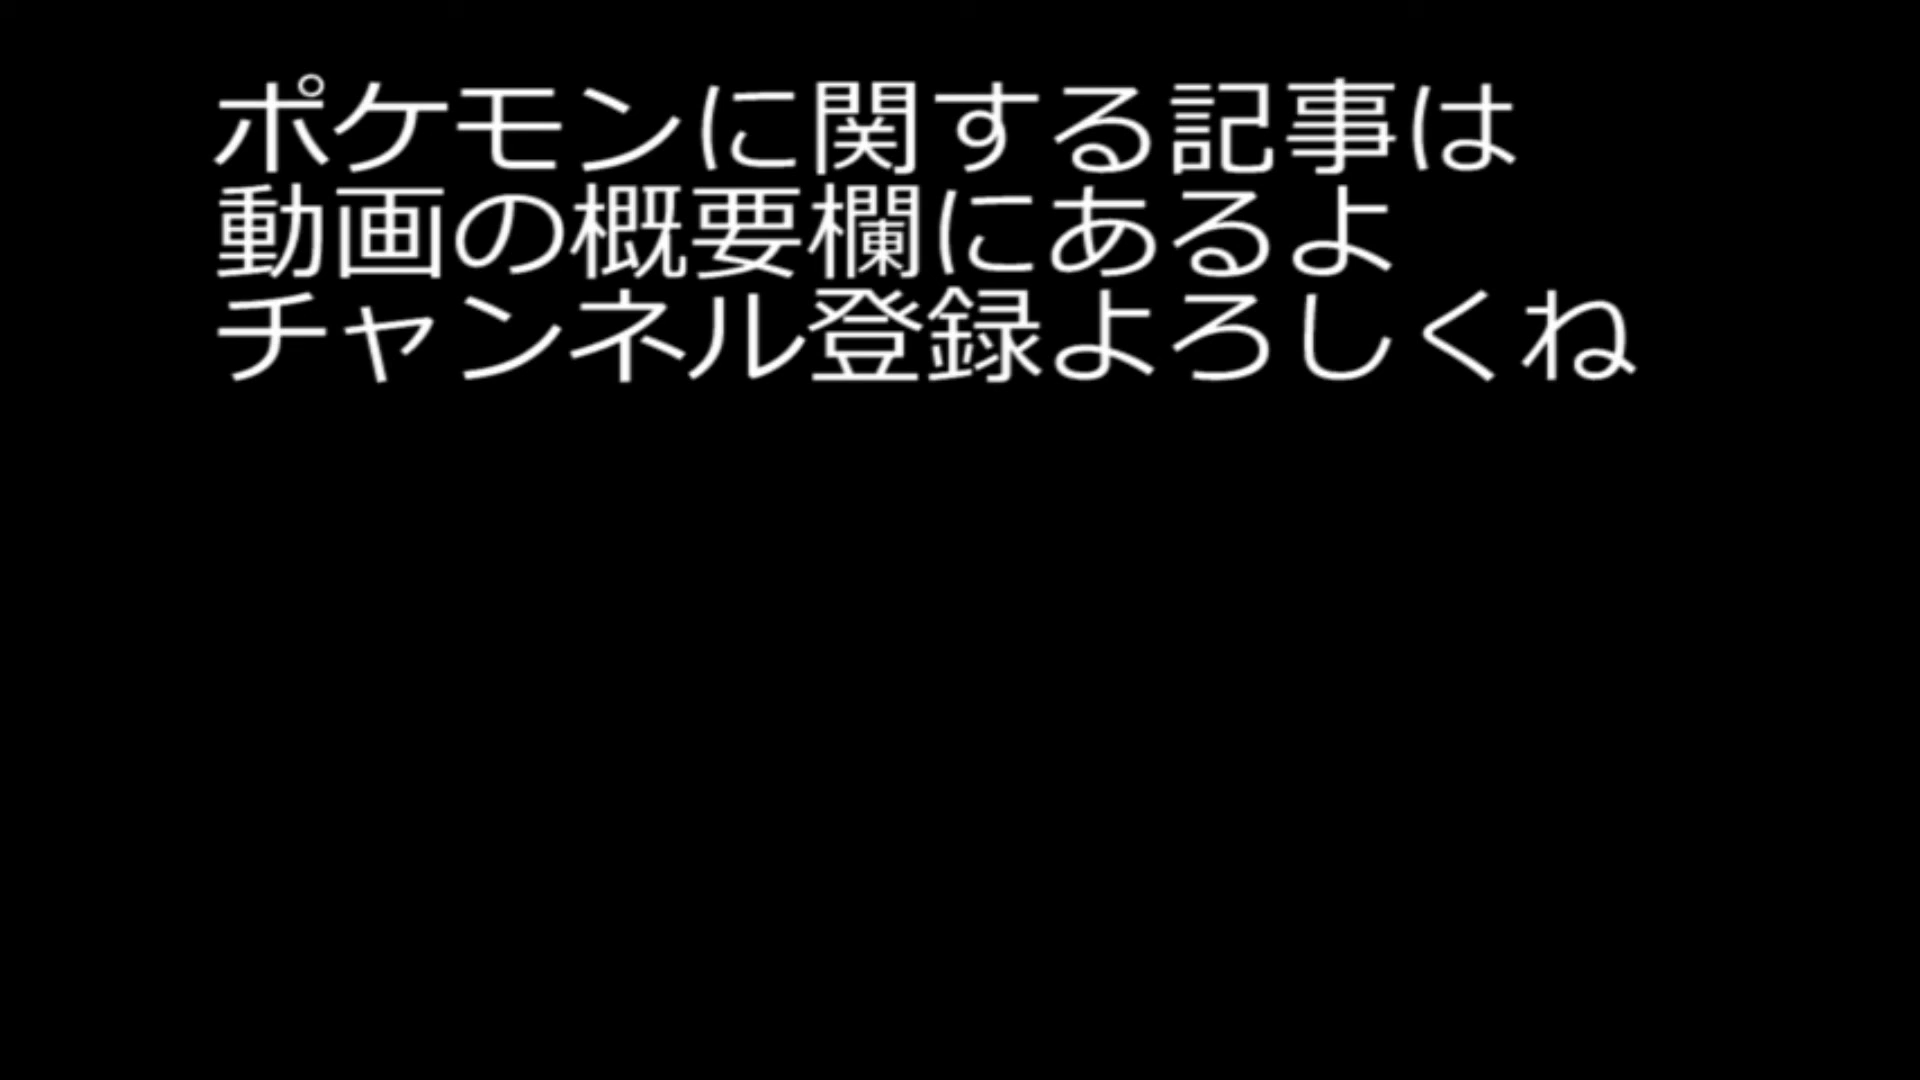 ポケモンに関する記事は
動画の概要欄にあるよ
チャンネル登録よろしくね